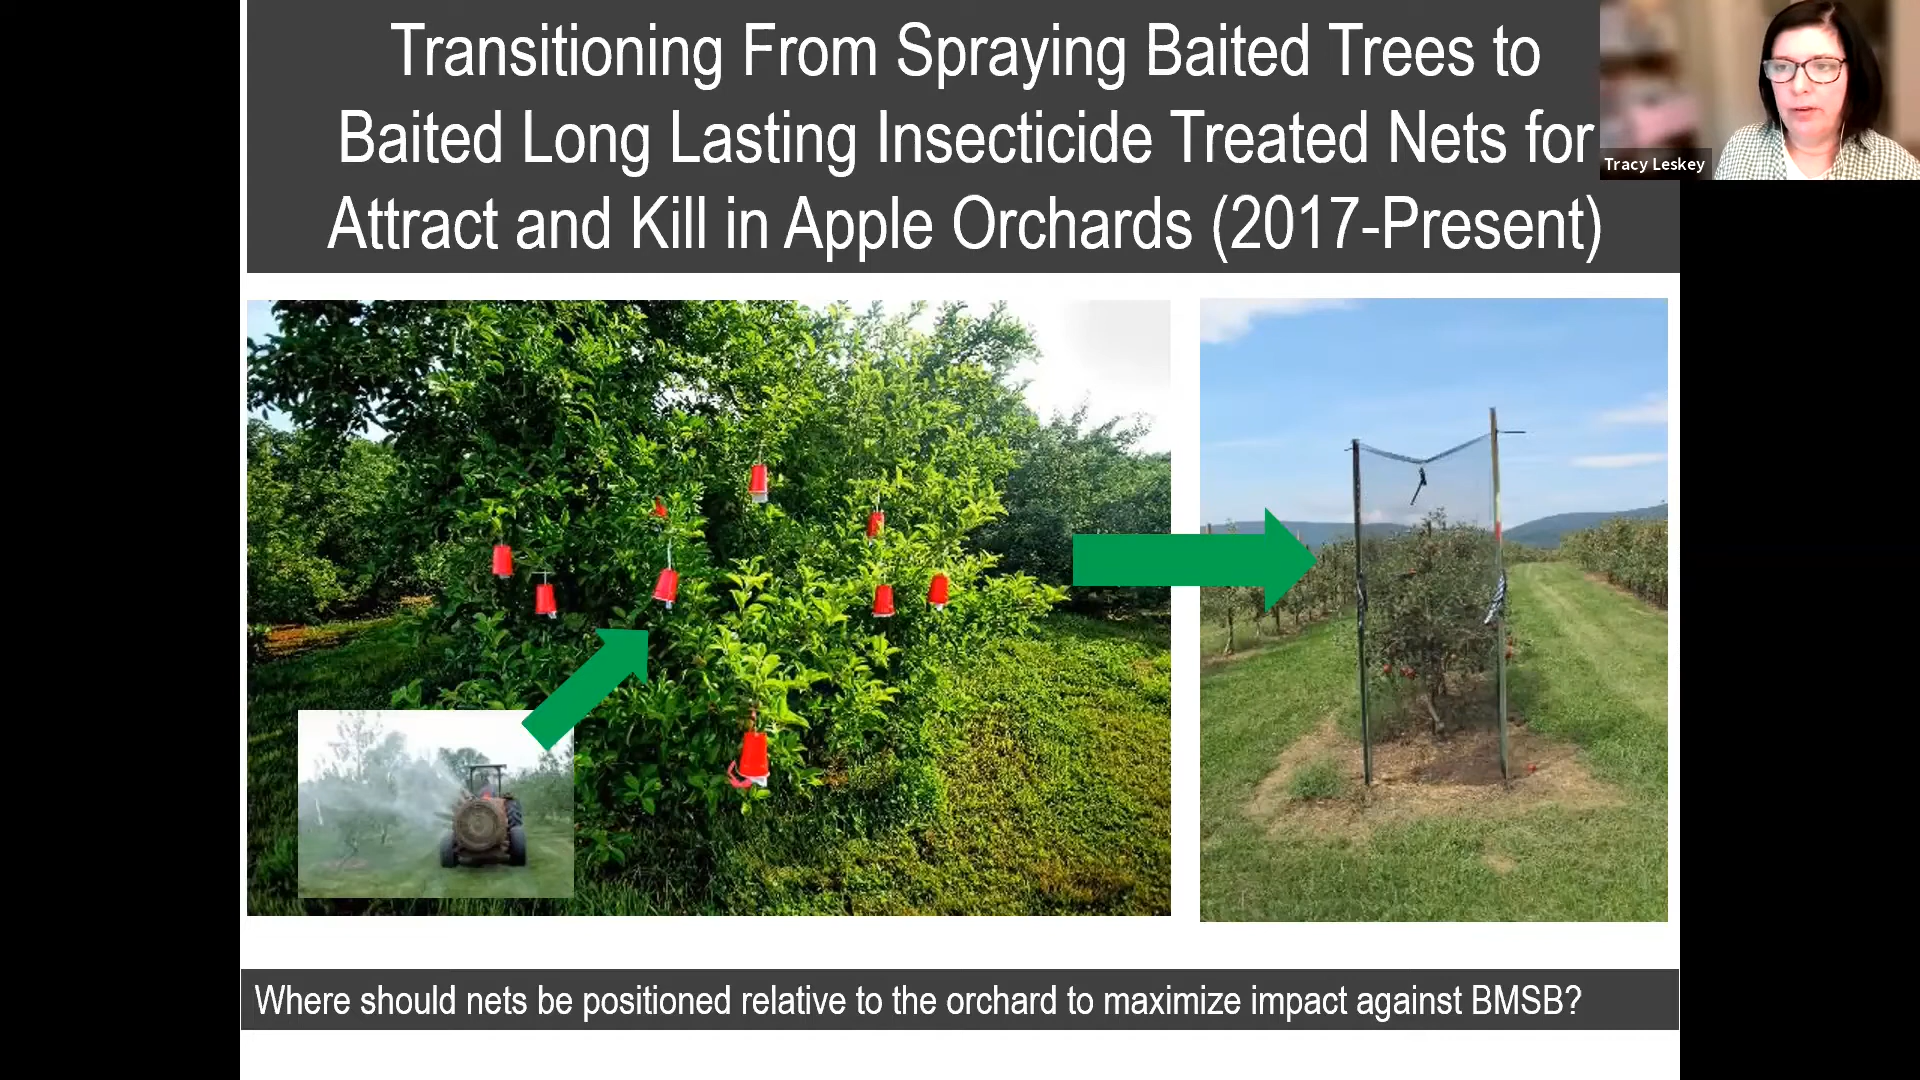 Transitioning From Spraying Baited Trees to
Baited Long Lasting Insecticide Treated Nets for
Attract and Kill in Apple Orchards (2017-Present)
Tracy Leskey
Where should nets be positioned relative to the orchard to maximize impact against BMSB?